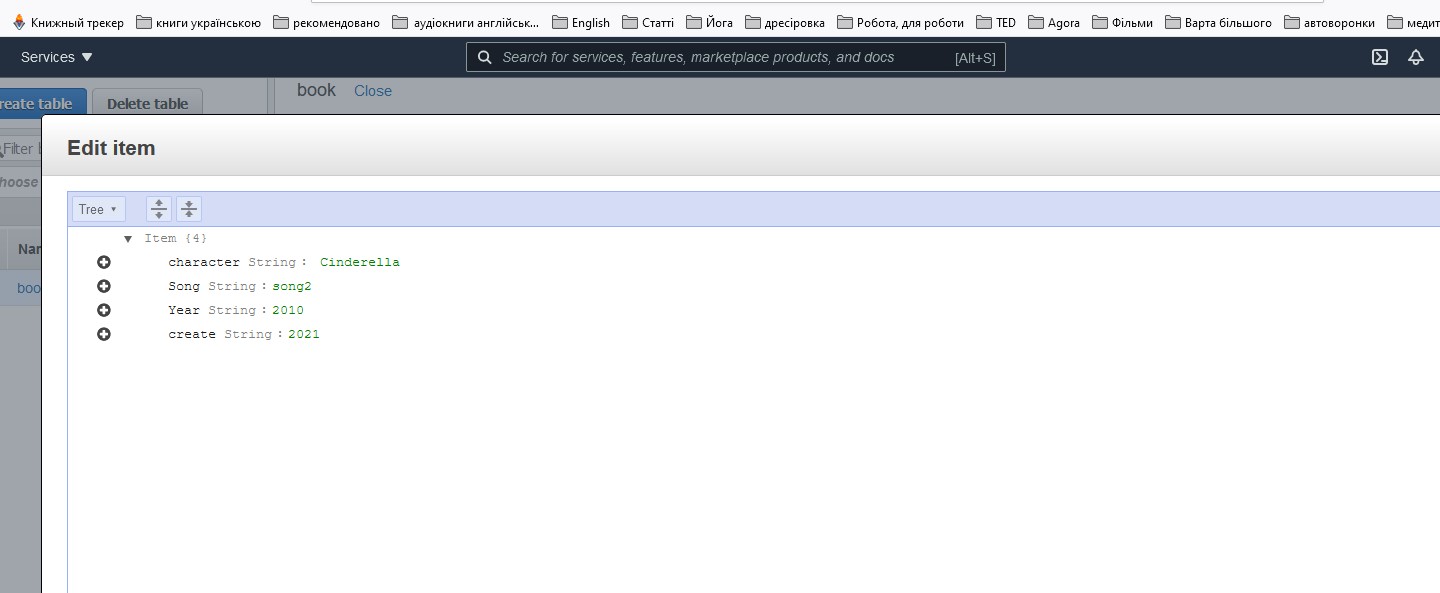 Книжный трекер книги українською рекомендовано аудіокниги англійськ... English Статті Йога дресіровка Робота, для роботи TED Agora Фільми Варта більшого автоворонки медит
Services Search for services, features, marketplace products, and docs [Alt+S]
reate table Delete table book Close
Edit item
Filter
hoose
Tree
Item {4}
Nar
character String : Cinderella
Song String : song2
boo
Year String : 2010
create String : 2021